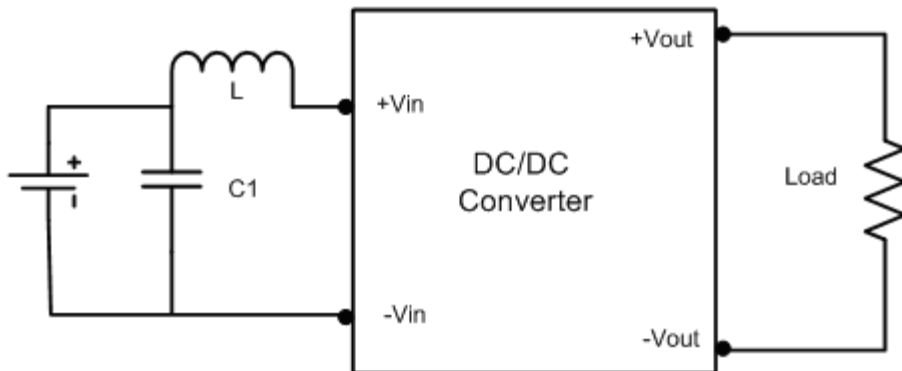 +Vout
L
+Vin
+
DC/DC
Converter
Load
C1
-
-Vin
-Vout